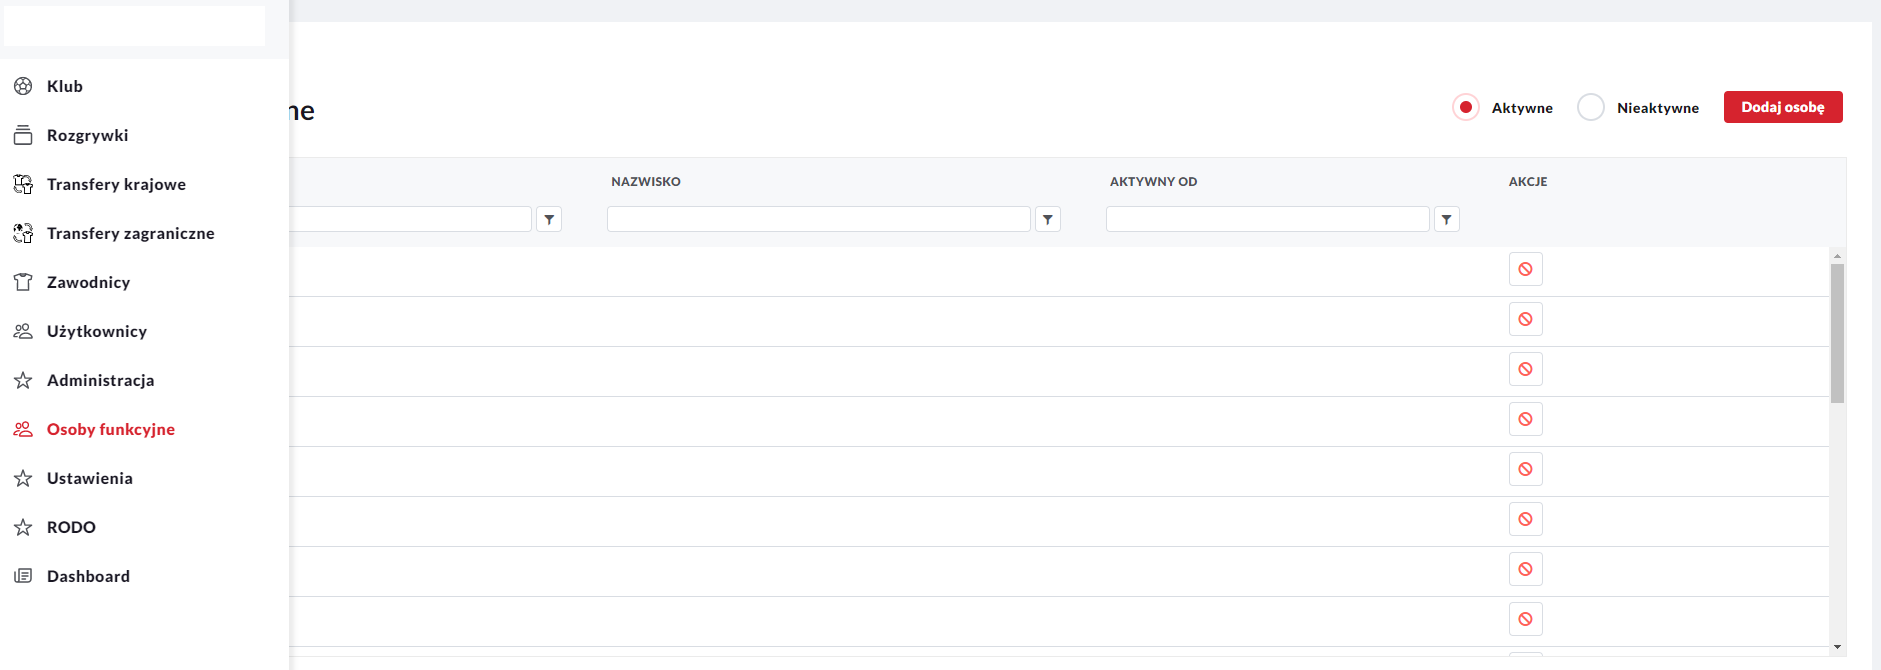 Klub
Rozgrywki
Transfery krajowe
Transfery zagraniczne
Zawodnicy
Użytkownicy
Administracja
Osoby funkcyjne
Ustawienia
RODO
Dashboard
ne
Aktywne
Nieaktywne
Dodaj osobę
NAZWISKO
AKTYWNY OD
AKCJE